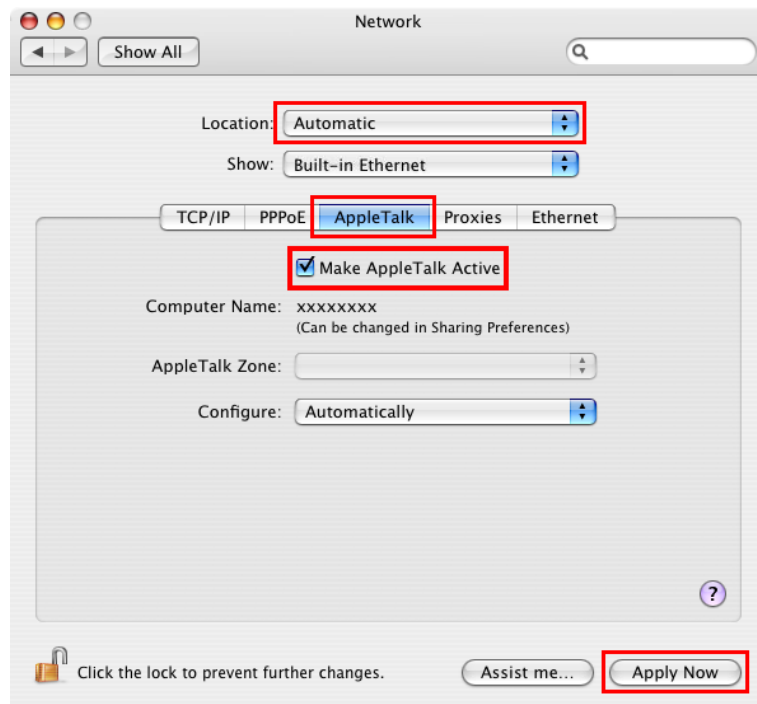 Network
Show All
Location: Automatic
Show: Built-in Ethernet
TCP/IP PPPoE AppleTalk Proxies Ethernet
Make AppleTalk Active
Computer Name: xxxxxxxx
(Can be changed in Sharing Preferences)
AppleTalk Zone:
Configure: Automatically
?
Click the lock to prevent further changes. Assist me... Apply Now